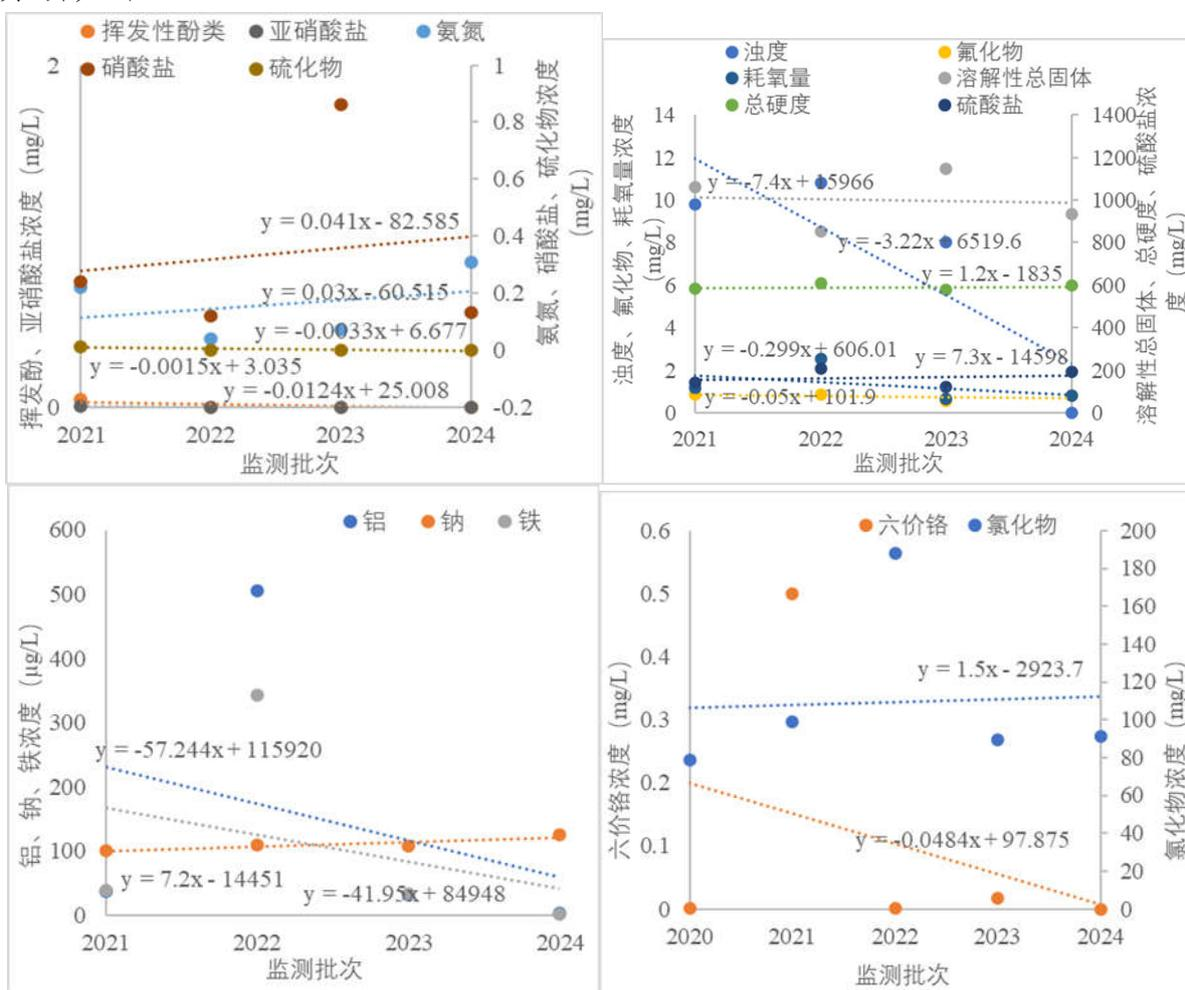 挥发性酚类 亚硝酸盐 氨氮
硝酸盐 硫化物
2
0
挥发酚、亚硝酸盐浓度（mg/L）
1
0.8
0.6
0.4
0.2
0
-0.2
氨氮、硝酸盐、硫化物浓度
（mg/L）
y = 0.041x - 82.585
y = 0.03x - 60.515
y = -0.0033x + 6.677
y = -0.0015x + 3.035
y = -0.0124x + 25.008
2021 2022 2023 2024
监测批次
浊度 氟化物
耗氧量 溶解性总固体
总硬度 硫酸盐
14
12
10
8
6
4
2
0
浊度、氟化物、耗氧量浓度
（mg/L）
1400
1200
1000
800
600
400
200
0
溶解性总固体、总硬度、硫酸盐浓
度
（mg/L）
y = -7.4x + 15966
y = -3.22x + 6519.6
y = 1.2x - 1835
y = -0.299x + 606.01
y = 7.3x - 14598
y = -0.05x + 101.9
2021 2022 2023 2024
监测批次
铝 钠 铁
600
500
400
300
200
100
0
铝、钠、铁浓度（μg/L）
y = -57.244x + 115920
y = 7.2x - 14451
y = -41.95x + 84948
2021 2022 2023 2024
监测批次
六价铬 氯化物
0.6
0.5
0.4
0.3
0.2
0.1
0
六价铬浓度（mg/L）
200
180
160
140
120
100
80
60
40
20
0
氯化物浓度（mg/L）
y = 1.5x - 2923.7
y = -0.0484x + 97.875
2020 2021 2022 2023 2024
监测批次